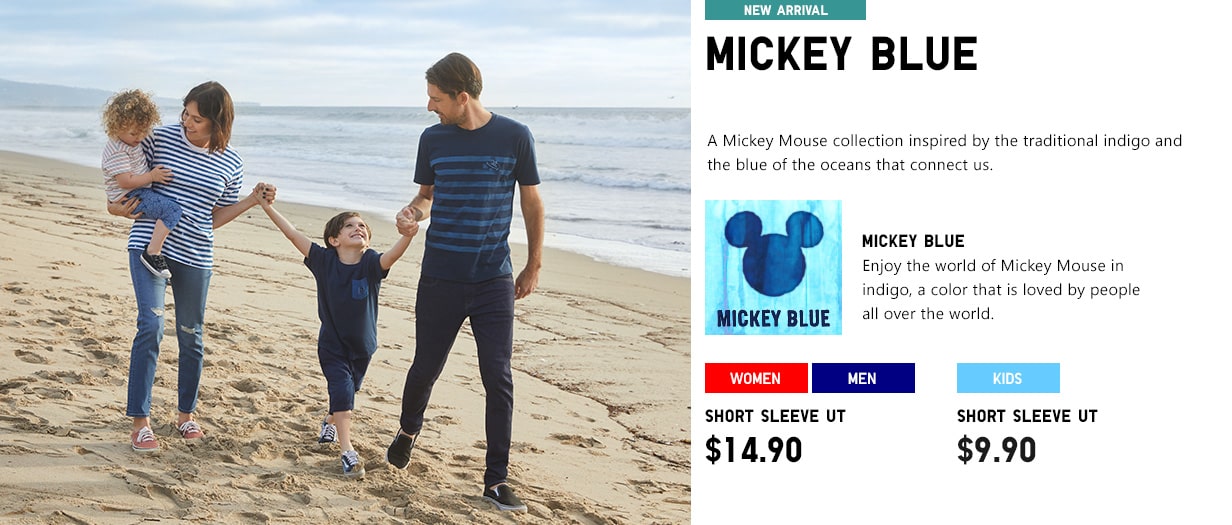 NEW ARRIVAL
MICKEY BLUE
A Mickey Mouse collection inspired by the traditional indigo and
the blue of the oceans that connect us.
MICKEY BLUE
MICKEY BLUE
Enjoy the world of Mickey Mouse in
indigo, a color that is loved by people
all over the world.
WOMEN MEN
SHORT SLEEVE UT
$14.90
KIDS
SHORT SLEEVE UT
$9.90